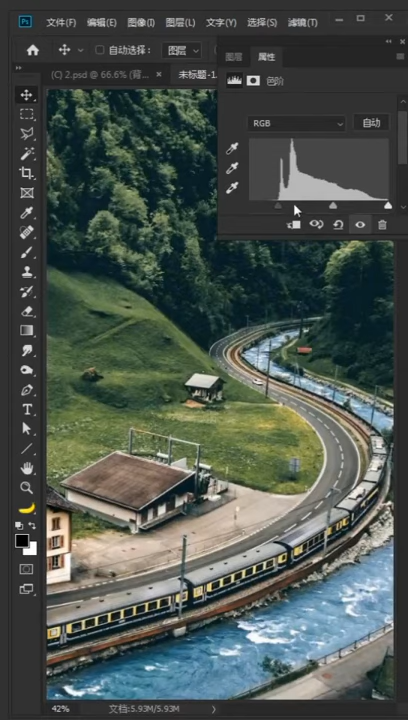 Ps 文件(F) 编辑(E) 图像(I) 图层(L) 文字(Y) 选择(S) 滤镜(T)
自动选择： 图层
(C) 2.psd @ 66.6% (背... × 未标题-1.
图层 属性
色阶
RGB 自动
T
42% 文档:5.93M/5.93M